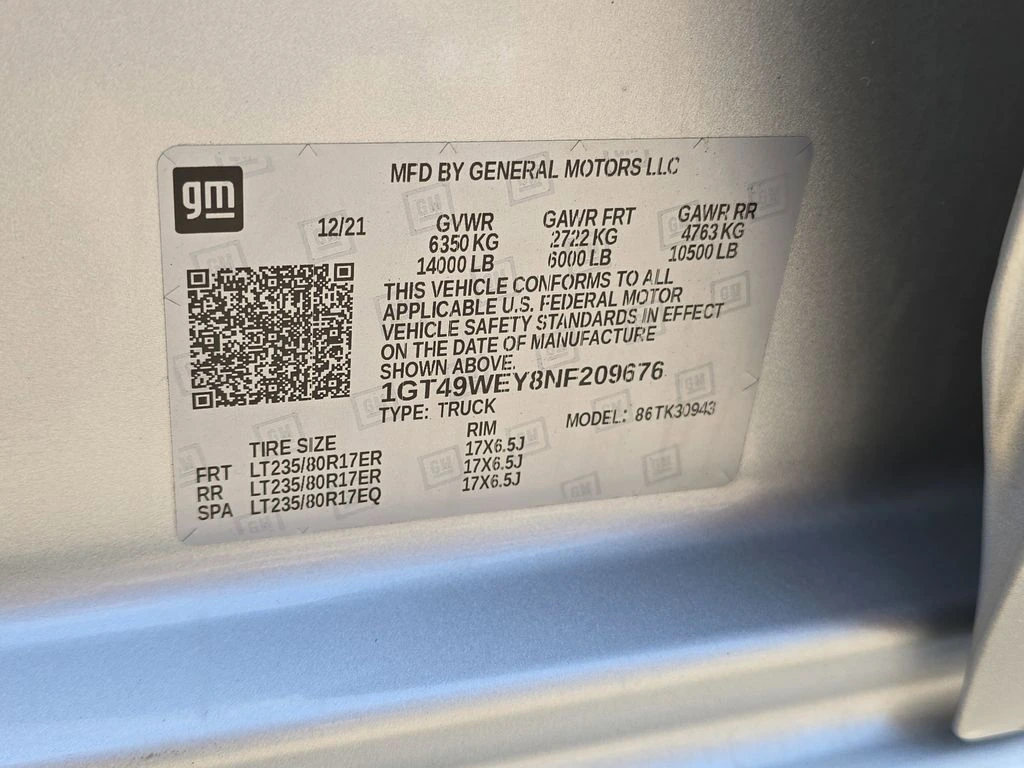 gm
MFD BY GENERAL MOTORS LLC
12/21
GVWR GAWR FRT GAWR RR
6350 KG 2722 KG 4763 KG
14000 LB 6000 LB 10500 LB
THIS VEHICLE CONFORMS TO ALL
APPLICABLE U.S. FEDERAL MOTOR
VEHICLE SAFETY STANDARDS IN EFFECT
ON THE DATE OF MANUFACTURE
SHOWN ABOVE.
1GT49WEY8NF209676
TYPE: TRUCK MODEL: 86TK30943
TIRE SIZE RIM
FRT LT235/80R17ER 17X6.5J
RR LT235/80R17ER 17X6.5J
SPA LT235/80R17EQ 17X6.5J